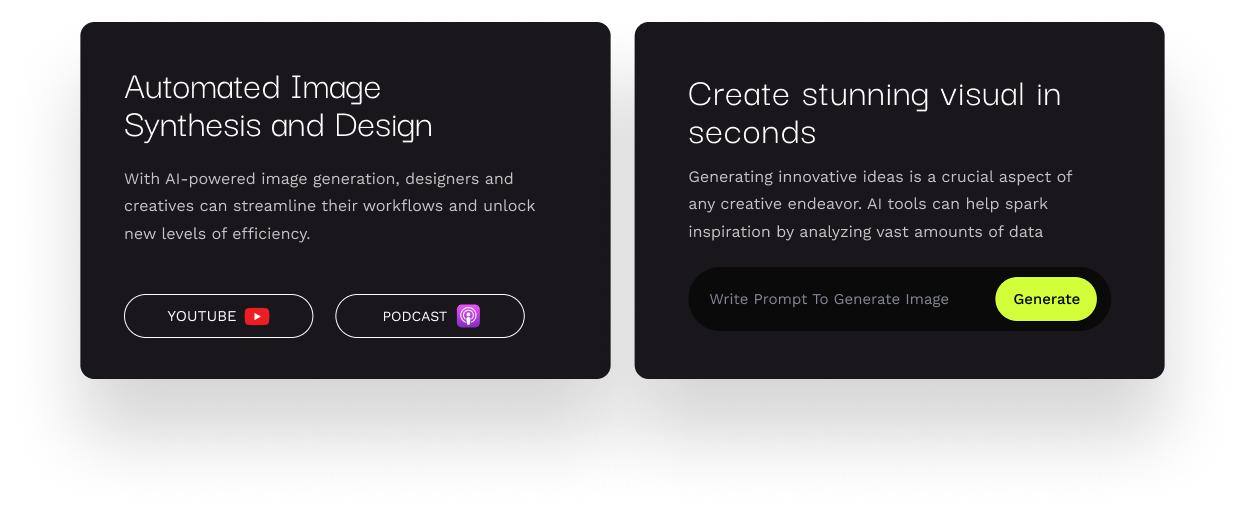 Automated Image
Synthesis and Design
With AI-powered image generation, designers and
creatives can streamline their workflows and unlock
new levels of efficiency.
YOUTUBE
PODCAST
Create stunning visual in
seconds
Generating innovative ideas is a crucial aspect of
any creative endeavor. AI tools can help spark
inspiration by analyzing vast amounts of data
Write Prompt To Generate Image
Generate